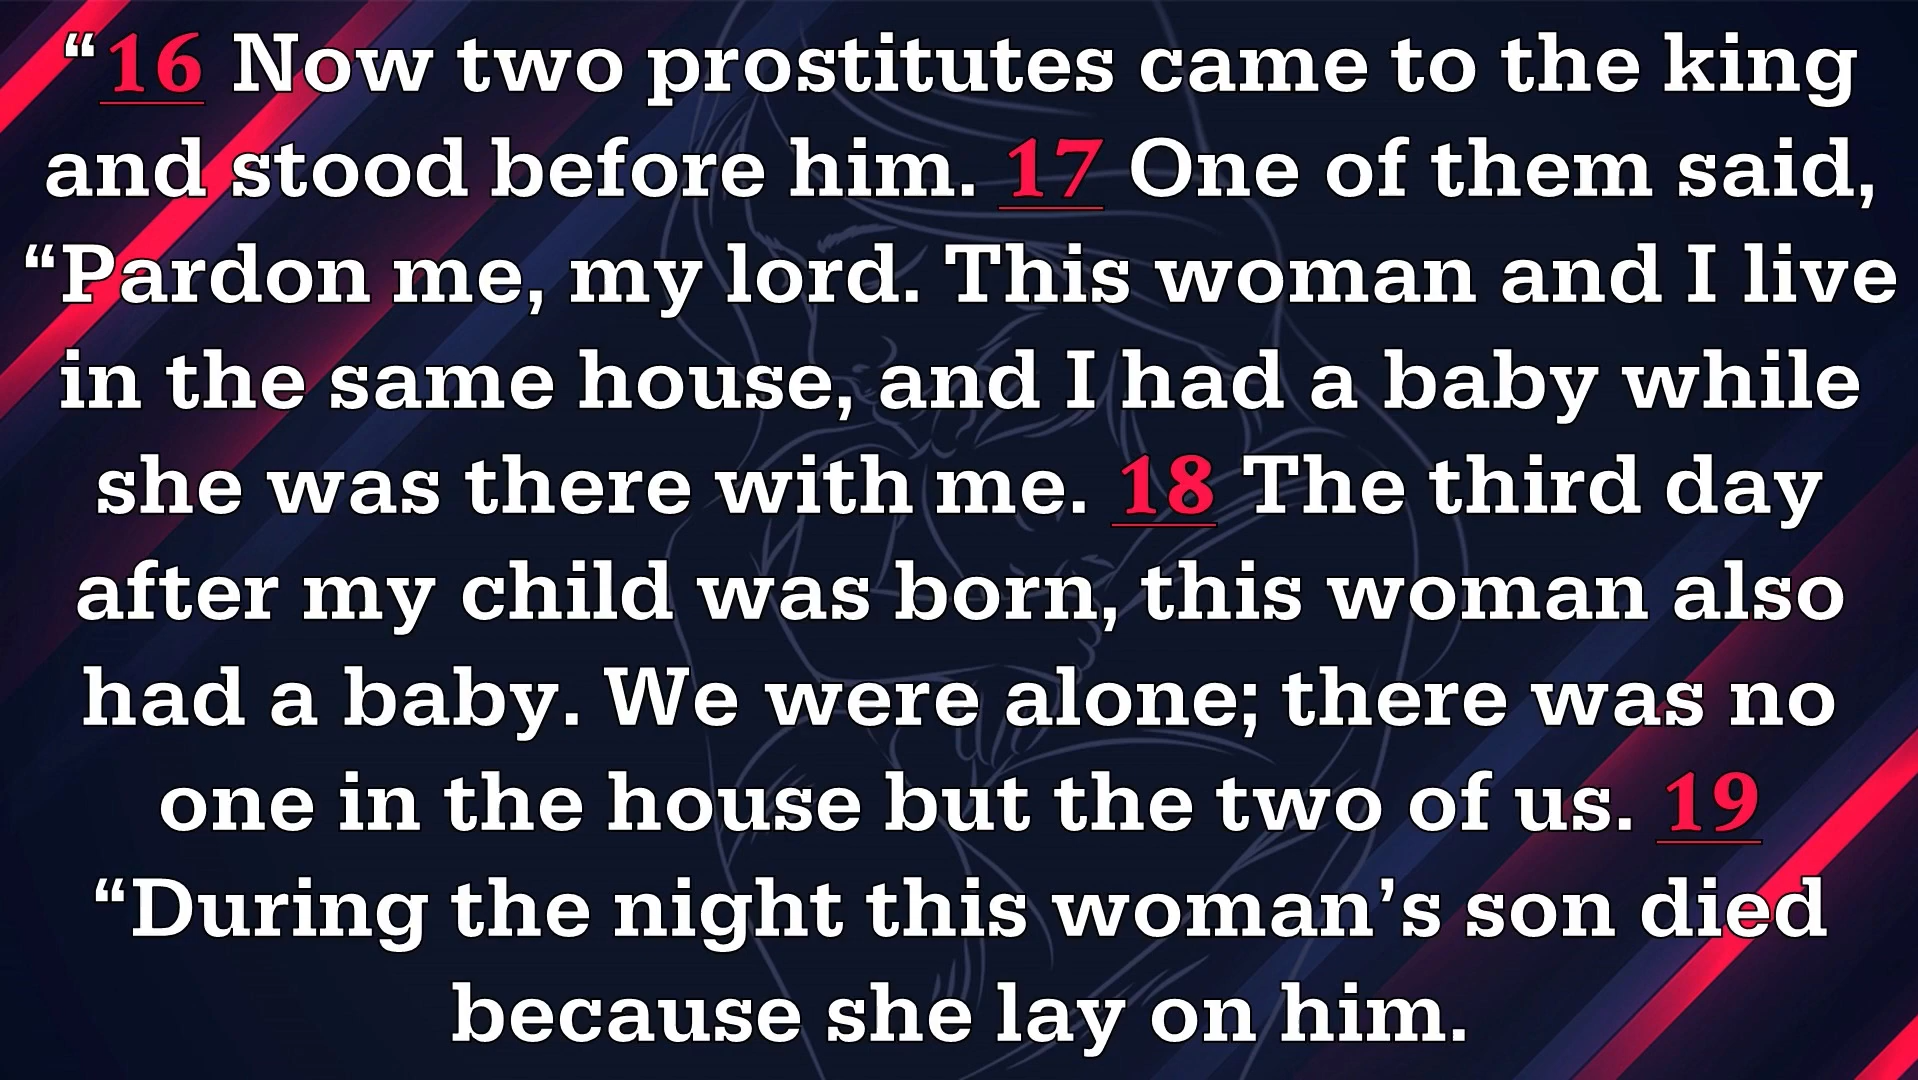 “16 Now two prostitutes came to the king
and stood before him. 17 One of them said,
“Pardon me, my lord. This woman and I live
in the same house, and I had a baby while
she was there with me. 18 The third day
after my child was born, this woman also
had a baby. We were alone; there was no
one in the house but the two of us. 19
“During the night this woman’s son died
because she lay on him.